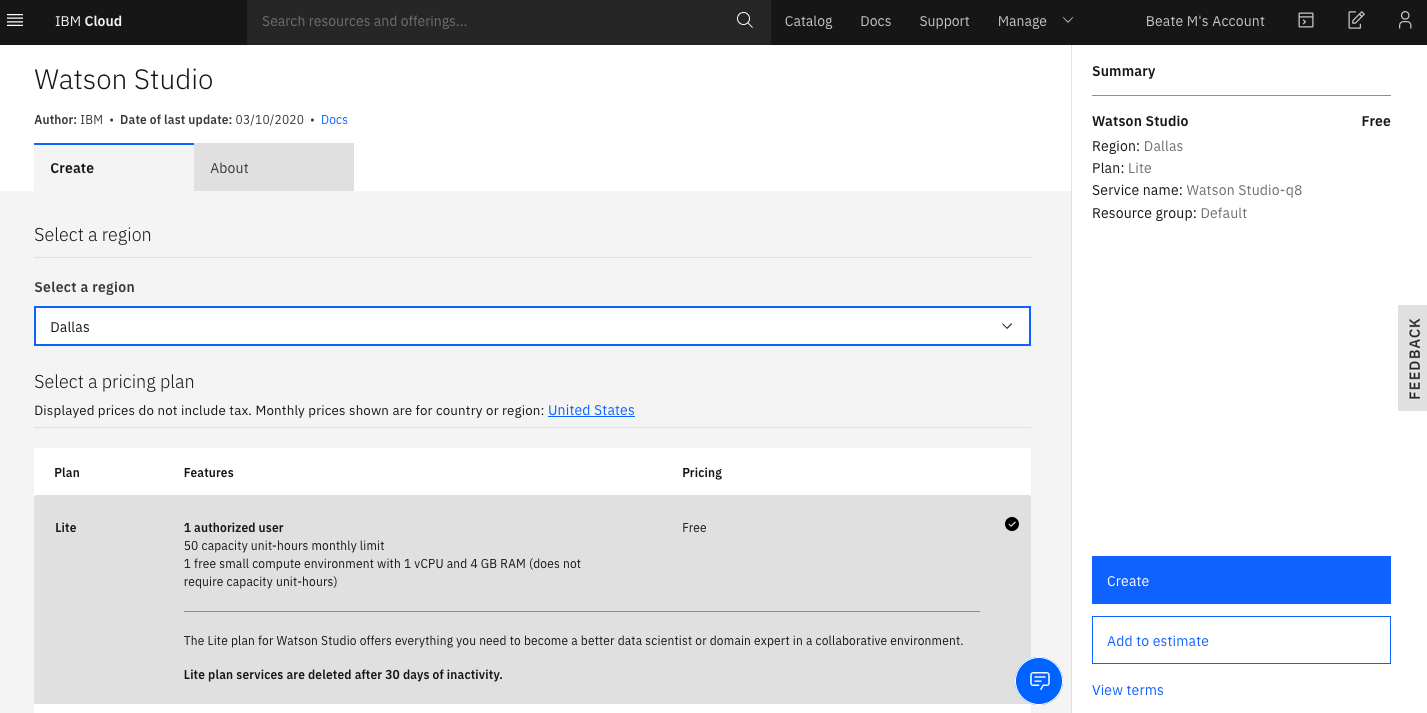 IBM Cloud
Search resources and offerings...
Catalog
Docs
Support
Manage
Beate M's Account
Watson Studio
Author: IBM • Date of last update: 03/10/2020 • Docs
Create
About
Select a region
Select a region
Dallas
Select a pricing plan
Displayed prices do not include tax. Monthly prices shown are for country or region: United States
Plan
Features
Pricing
Lite
1 authorized user
50 capacity unit-hours monthly limit
1 free small compute environment with 1 vCPU and 4 GB RAM (does not
require capacity unit-hours)
Free
The Lite plan for Watson Studio offers everything you need to become a better data scientist or domain expert in a collaborative environment.
Lite plan services are deleted after 30 days of inactivity.
Summary
Watson Studio
Free
Region: Dallas
Plan: Lite
Service name: Watson Studio-q8
Resource group: Default
FEEDBACK
Create
Add to estimate
View terms